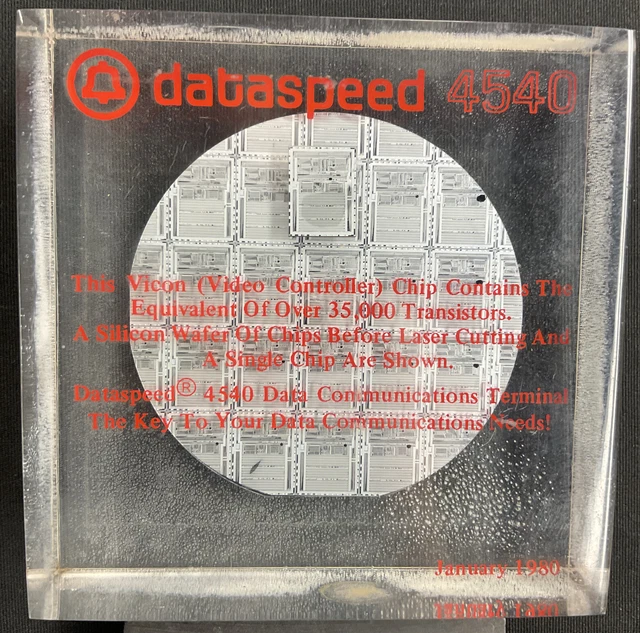 dataspeed 4540
This Vicon (Video Controller) Chip Contains The
Equivalent Of Over 35,000 Transistors.
A Silicon Wafer Of Chips Before Laser Cutting And
A Single Chip Are Shown.
Dataspeed® 4540 Data Communications Terminal
The Key To Your Data Communications Needs!
January 1980